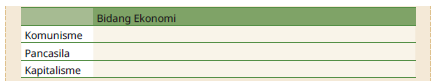 Bidang Ekonomi
Komunisme
Pancasila
Kapitalisme